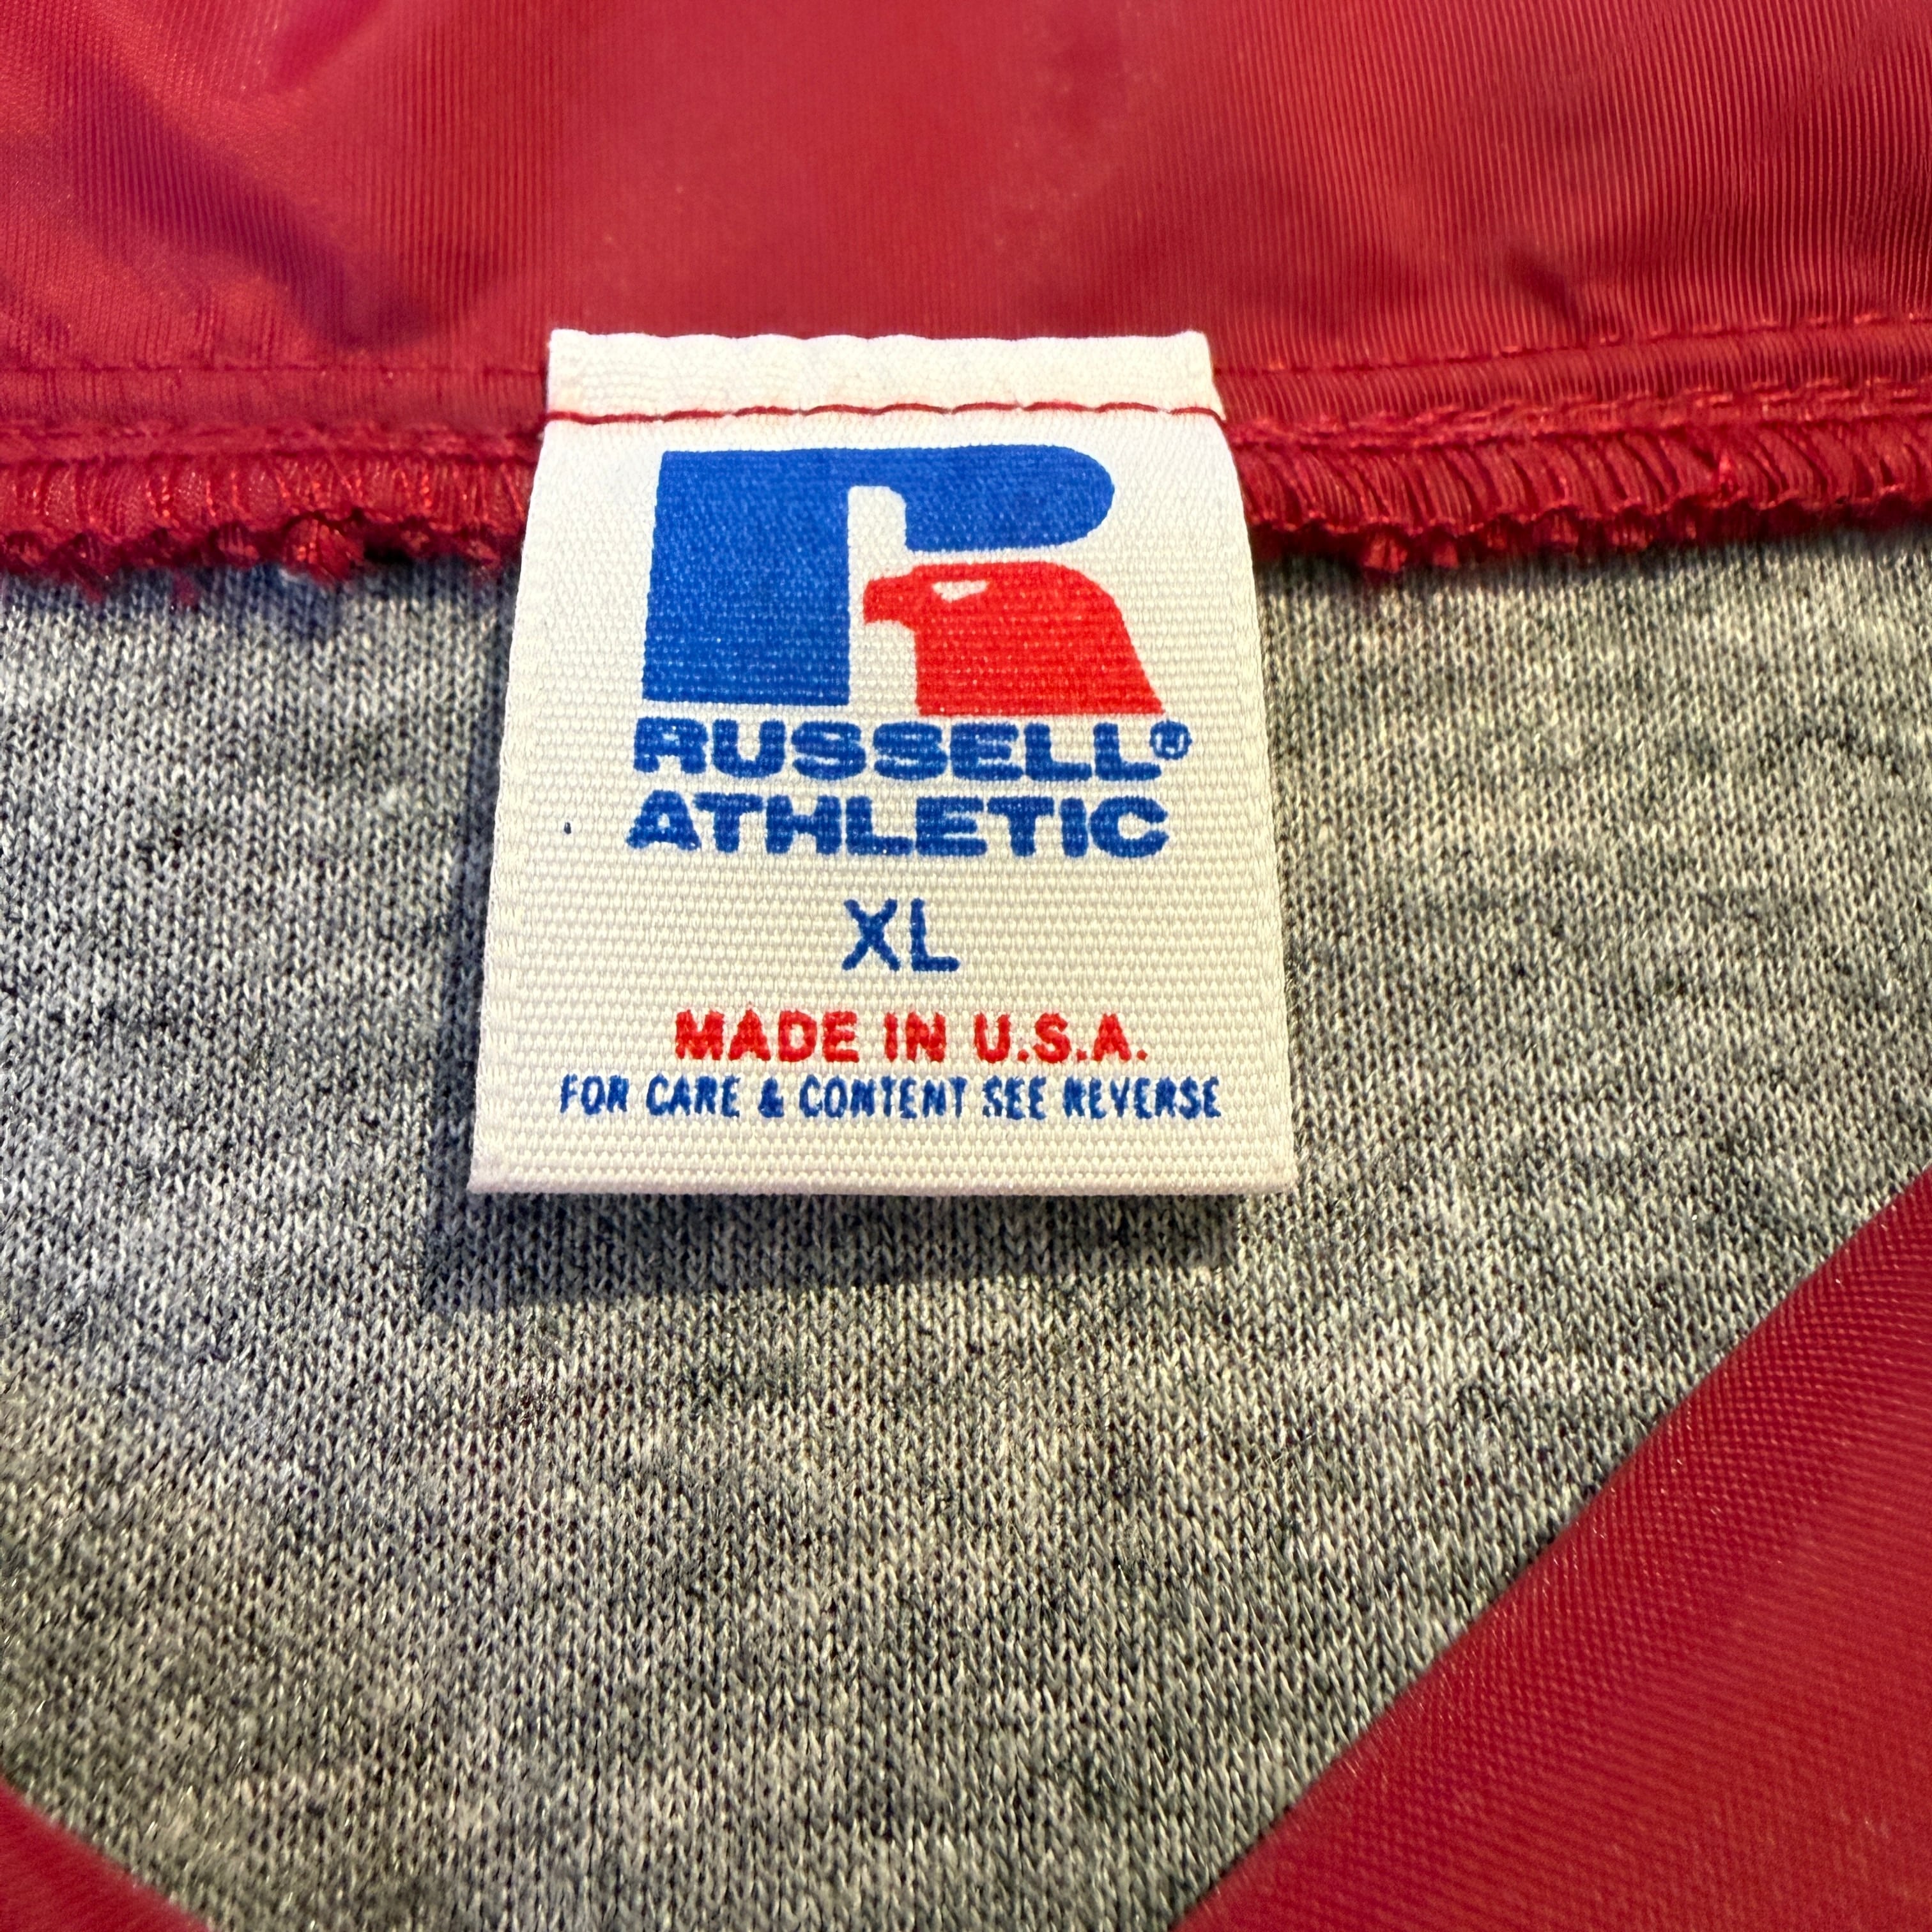 RUSSELL®
ATHLETIC
XL
MADE IN U.S.A.
FOR CARE & CONTENT SEE REVERSE